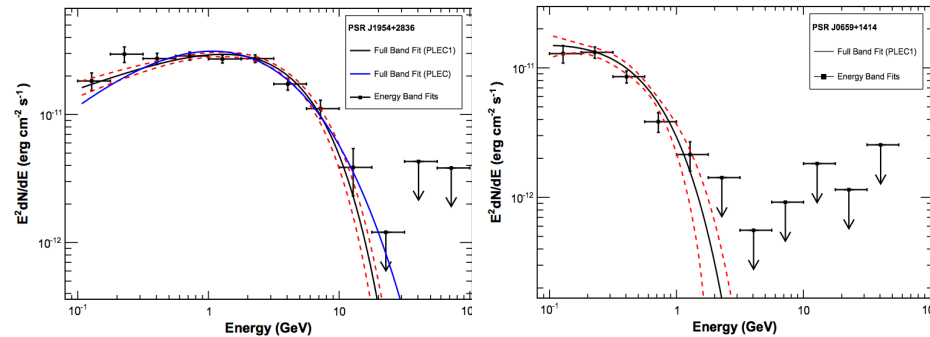 PSR J1954+2836
Full Band Fit (PLEC1)
Full Band Fit (PLEC)
Energy Band Fits
E²dN/dE (erg cm⁻² s⁻¹)
10⁻¹¹
10⁻¹²
10⁻¹ 1 10 10²
Energy (GeV)
PSR J0659+1414
Full Band Fit (PLEC1)
Energy Band Fits
E²dN/dE (erg cm⁻² s⁻¹)
10⁻¹¹
10⁻¹²
10⁻¹ 1 10 10²
Energy (GeV)